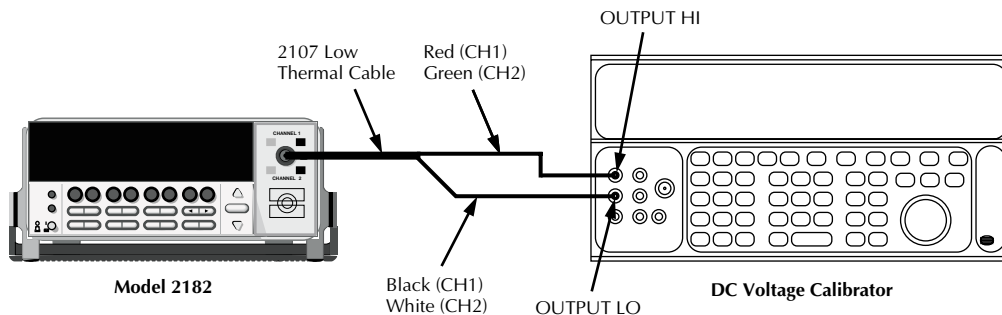 OUTPUT HI
2107 Low
Thermal Cable
Red (CH1)
Green (CH2)
CHANNEL 1
CHANNEL 2
Model 2182
Black (CH1)
White (CH2)
OUTPUT LO
DC Voltage Calibrator